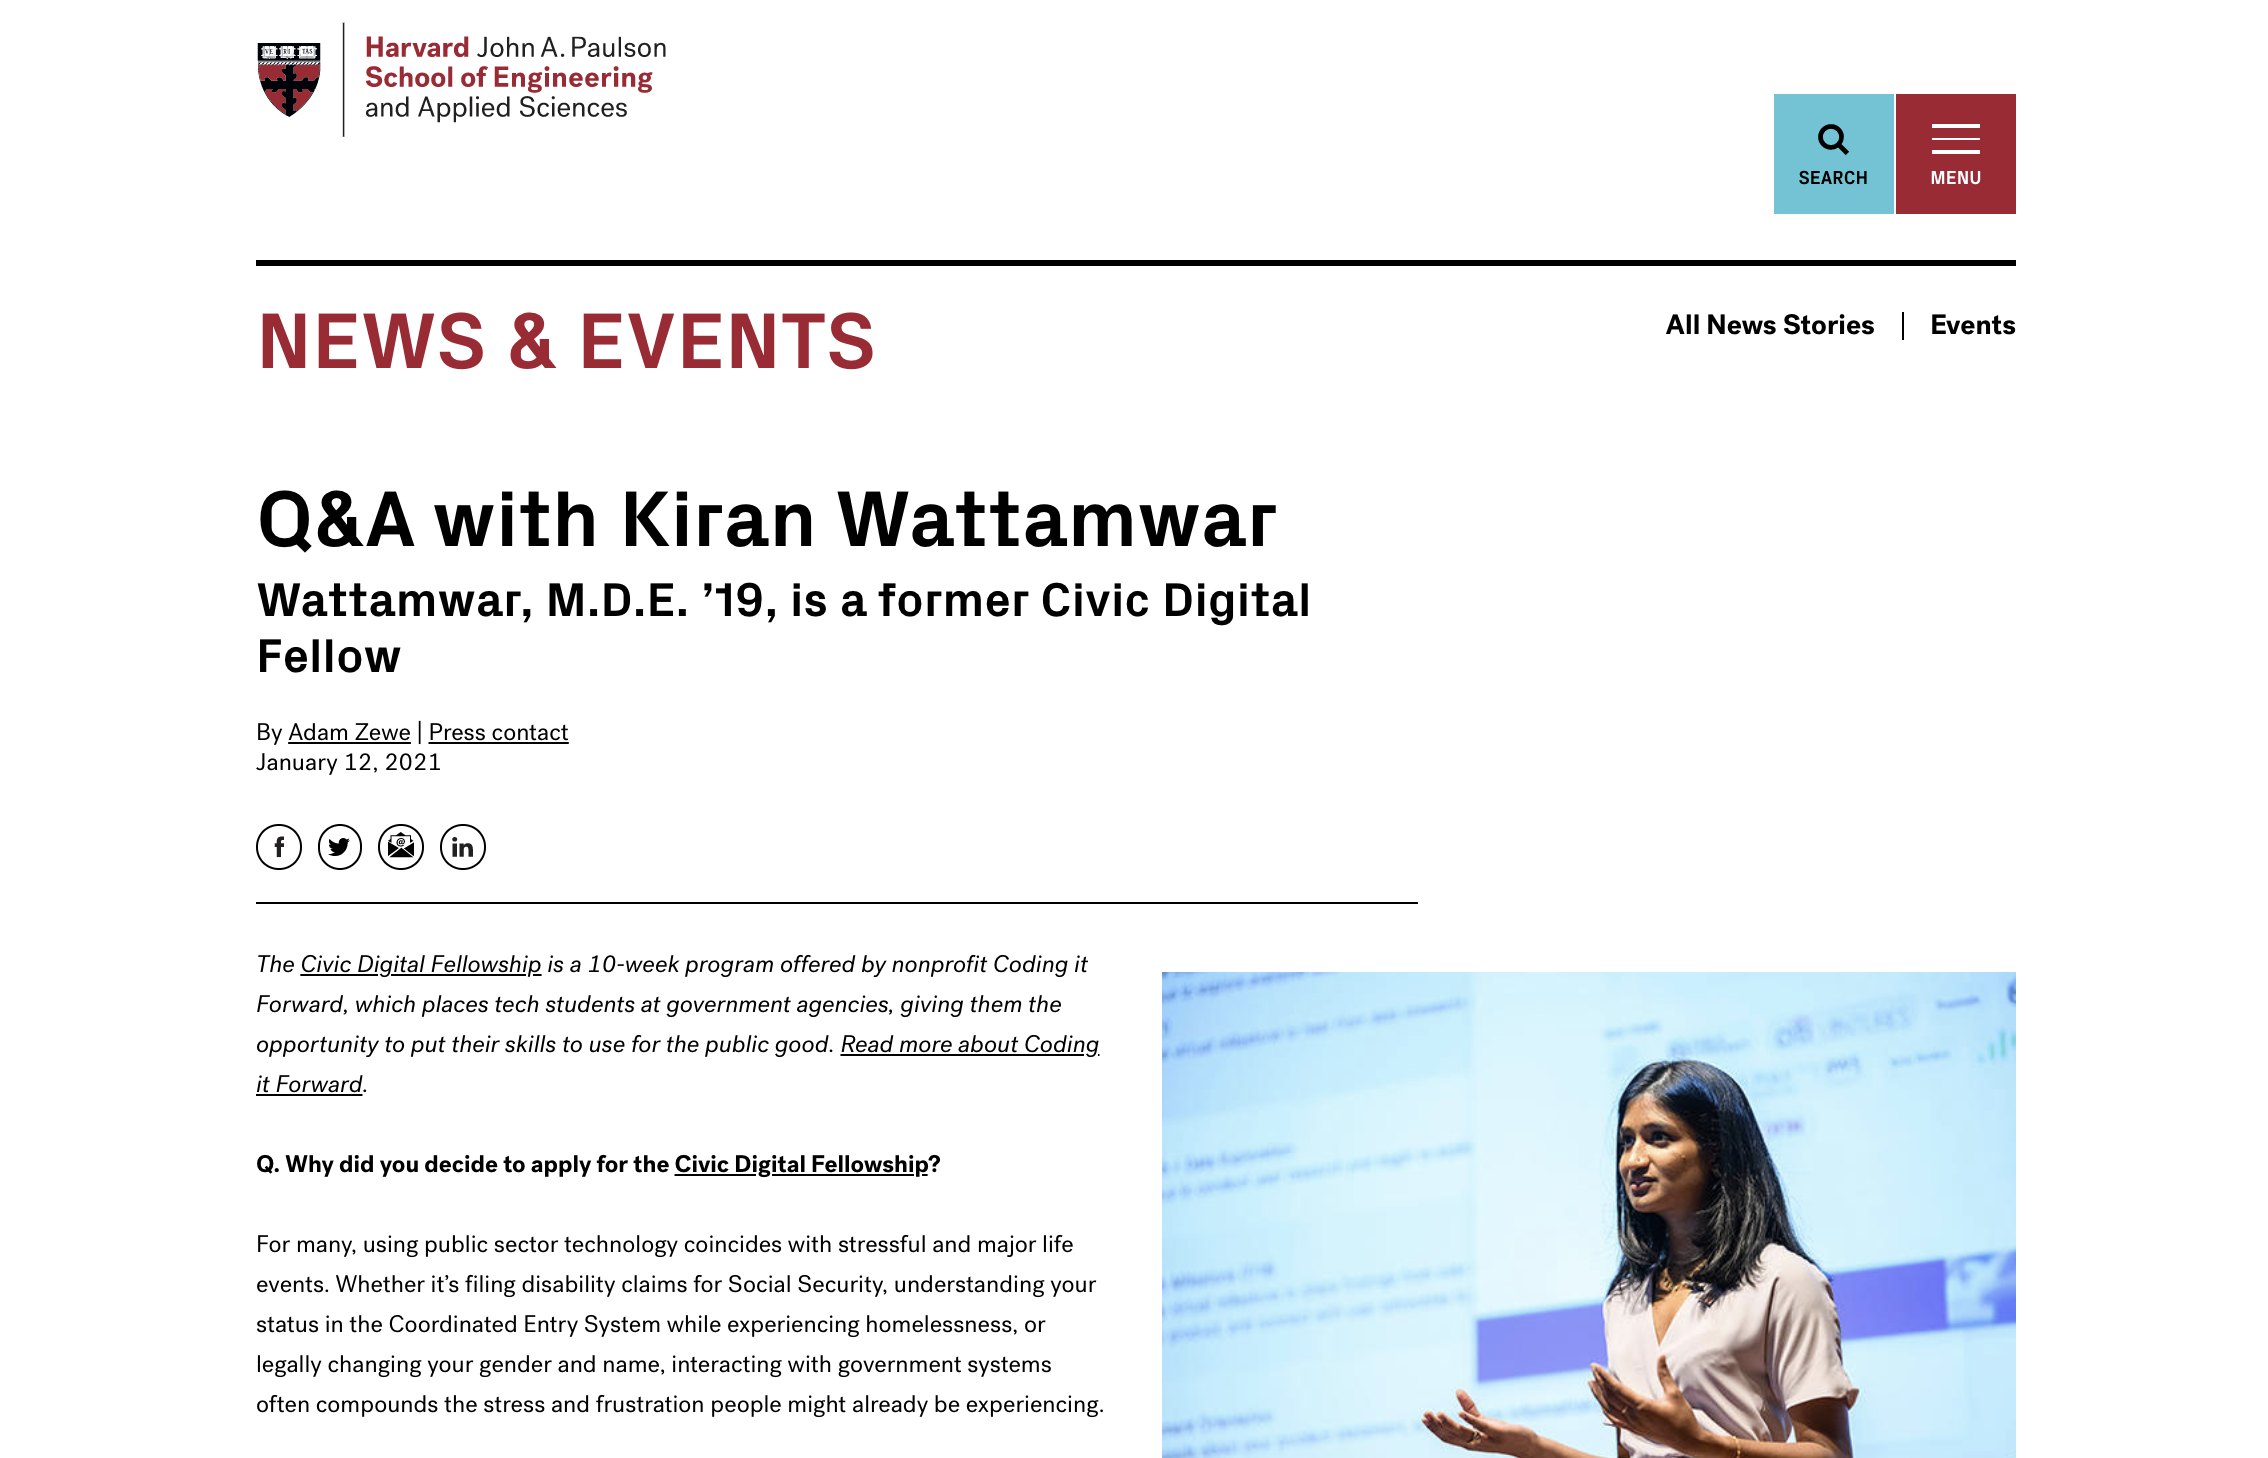 VE RI TAS
Harvard John A. Paulson
School of Engineering
and Applied Sciences
SEARCH
MENU
NEWS & EVENTS
All News Stories | Events
Q&A with Kiran Wattamwar
Wattamwar, M.D.E. ’19, is a former Civic Digital
Fellow
By Adam Zewe | Press contact
January 12, 2021
The Civic Digital Fellowship is a 10-week program offered by nonprofit Coding it
Forward, which places tech students at government agencies, giving them the
opportunity to put their skills to use for the public good. Read more about Coding
it Forward.
Q. Why did you decide to apply for the Civic Digital Fellowship?
For many, using public sector technology coincides with stressful and major life
events. Whether it’s filing disability claims for Social Security, understanding your
status in the Coordinated Entry System while experiencing homelessness, or
legally changing your gender and name, interacting with government systems
often compounds the stress and frustration people might already be experiencing.